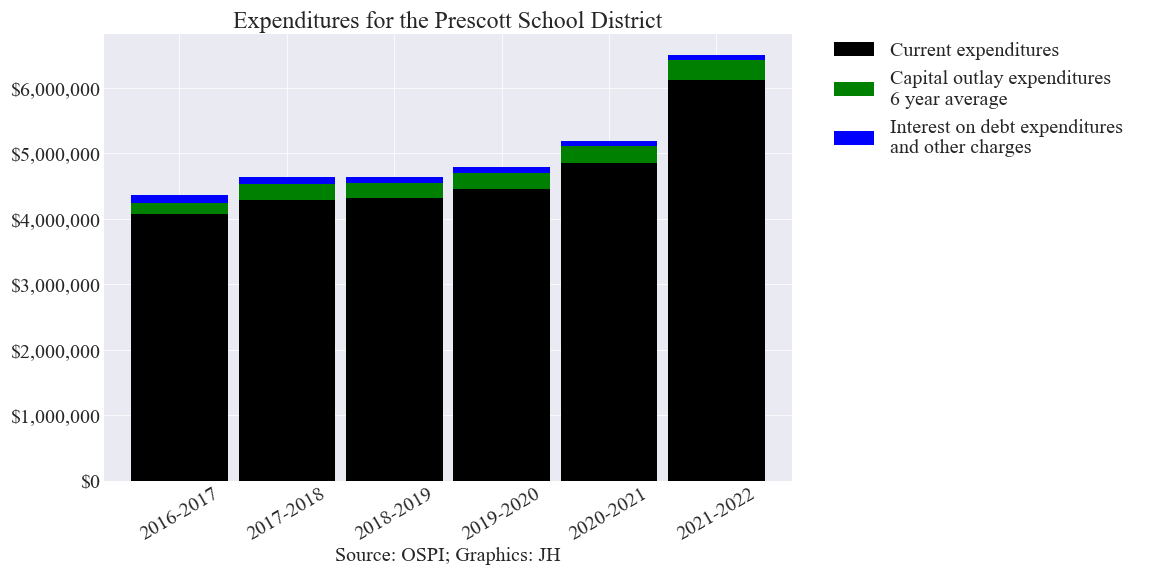 Expenditures for the Prescott School District
$6,000,000
$5,000,000
$4,000,000
$3,000,000
$2,000,000
$1,000,000
$0
2016-2017
2017-2018
2018-2019
2019-2020
2020-2021
2021-2022
Source: OSPI; Graphics: JH
Current expenditures
Capital outlay expenditures
6 year average
Interest on debt expenditures
and other charges